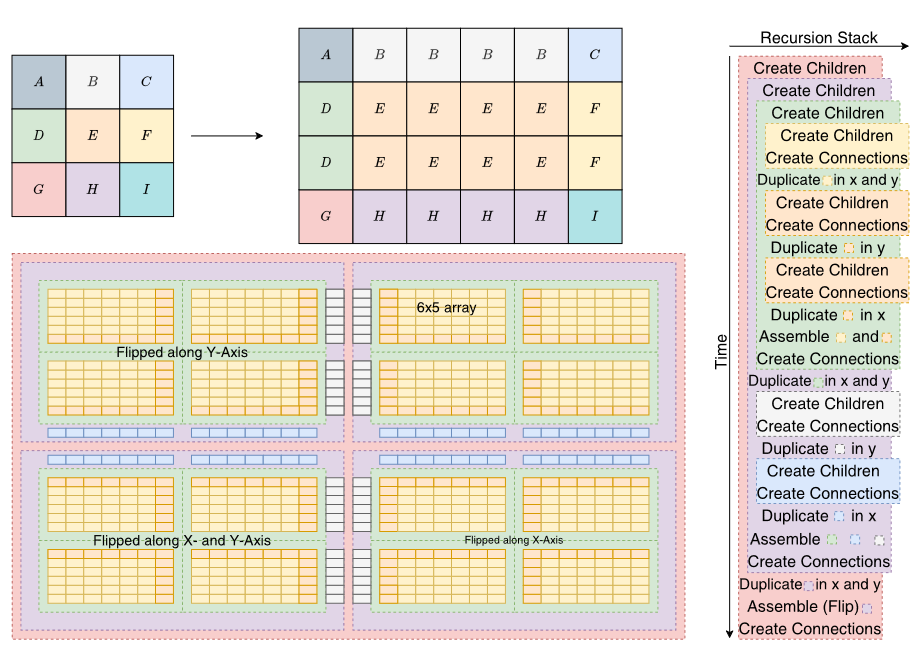 A B C
D E F
G H I
A B B B B C
D E E E E F
D E E E E F
G H H H H I
6x5 array
Flipped along Y-Axis
Flipped along X- and Y-Axis
Flipped along X-Axis
Recursion Stack
Time
Create Children
Create Children
Create Children
Create Children
Create Connections
Duplicate in x and y
Create Children
Create Connections
Duplicate in y
Create Children
Create Connections
Duplicate in x
Assemble and
Create Connections
Duplicate in x and y
Create Children
Create Connections
Duplicate in y
Create Children
Create Connections
Duplicate in x
Assemble
Create Connections
Duplicate in x and y
Assemble (Flip)
Create Connections